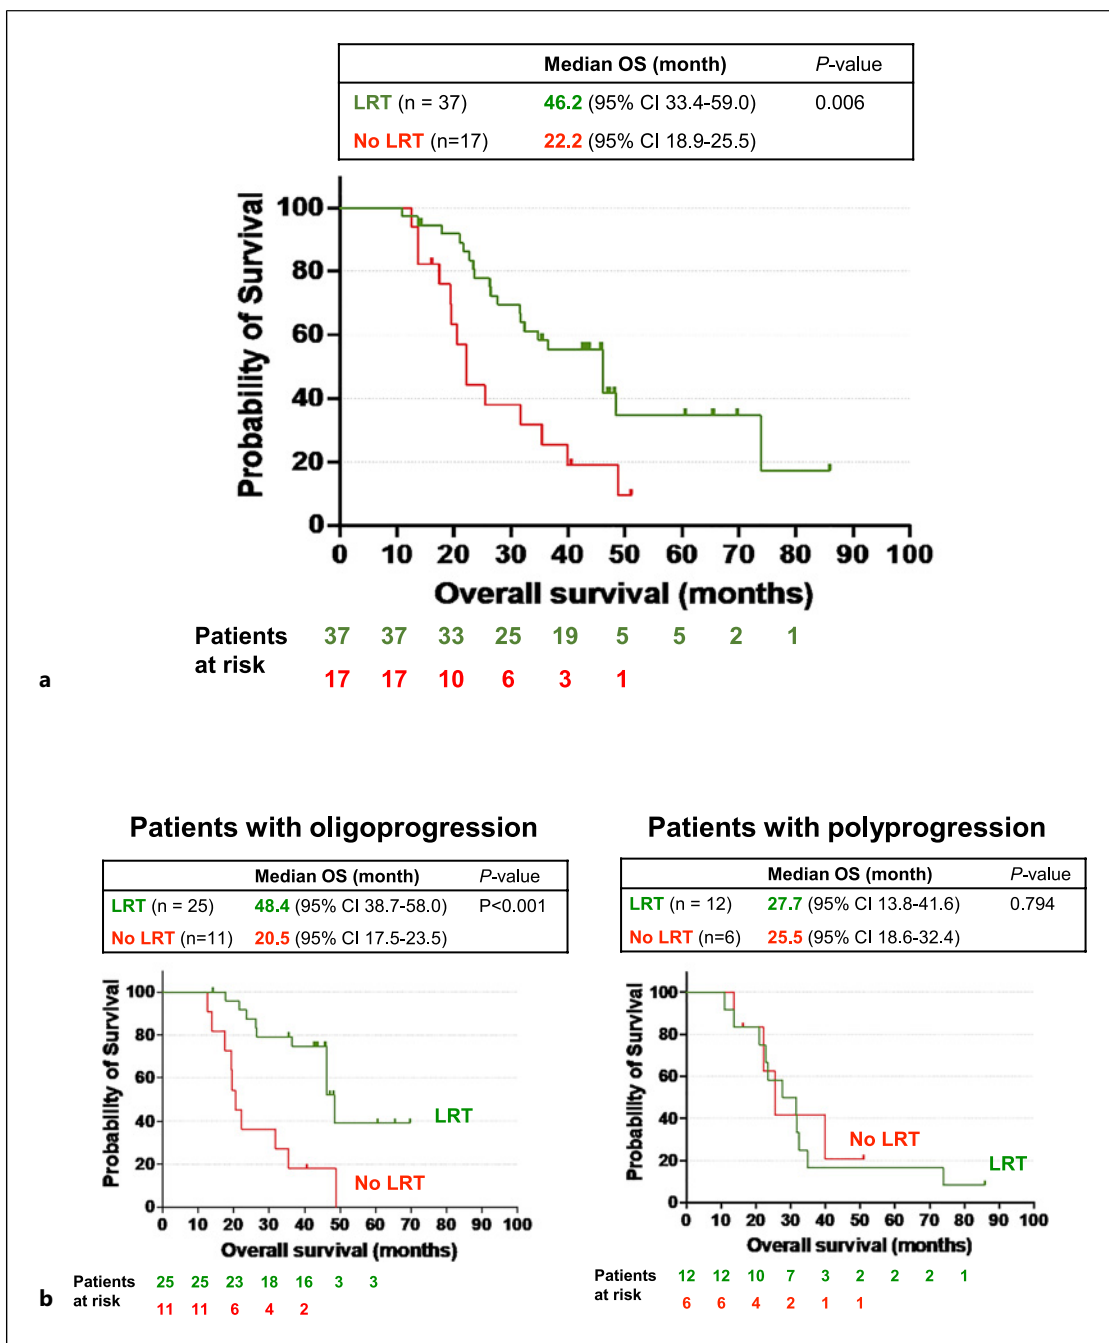 Median OS (month) P-value
LRT (n = 37) 46.2 (95% CI 33.4-59.0) 0.006
No LRT (n=17) 22.2 (95% CI 18.9-25.5)
Probability of Survival
100
80
60
40
20
0
0 10 20 30 40 50 60 70 80 90 100
Overall survival (months)
Patients at risk
37 37 33 25 19 5 5 2 1
17 17 10 6 3 1
a
Patients with oligoprogression
Median OS (month) P-value
LRT (n = 25) 48.4 (95% CI 38.7-58.0) P<0.001
No LRT (n=11) 20.5 (95% CI 17.5-23.5)
Probability of Survival
100
80
60
40
20
0
LRT
No LRT
0 10 20 30 40 50 60 70 80 90 100
Overall survival (months)
Patients at risk
25 25 23 18 16 3 3
11 11 6 4 2
b
Patients with polyprogression
Median OS (month) P-value
LRT (n = 12) 27.7 (95% CI 13.8-41.6) 0.794
No LRT (n=6) 25.5 (95% CI 18.6-32.4)
Probability of Survival
100
80
60
40
20
0
No LRT
LRT
0 10 20 30 40 50 60 70 80 90 100
Overall survival (months)
Patients at risk
12 12 10 7 3 2 2 2 1
6 6 4 2 1 1